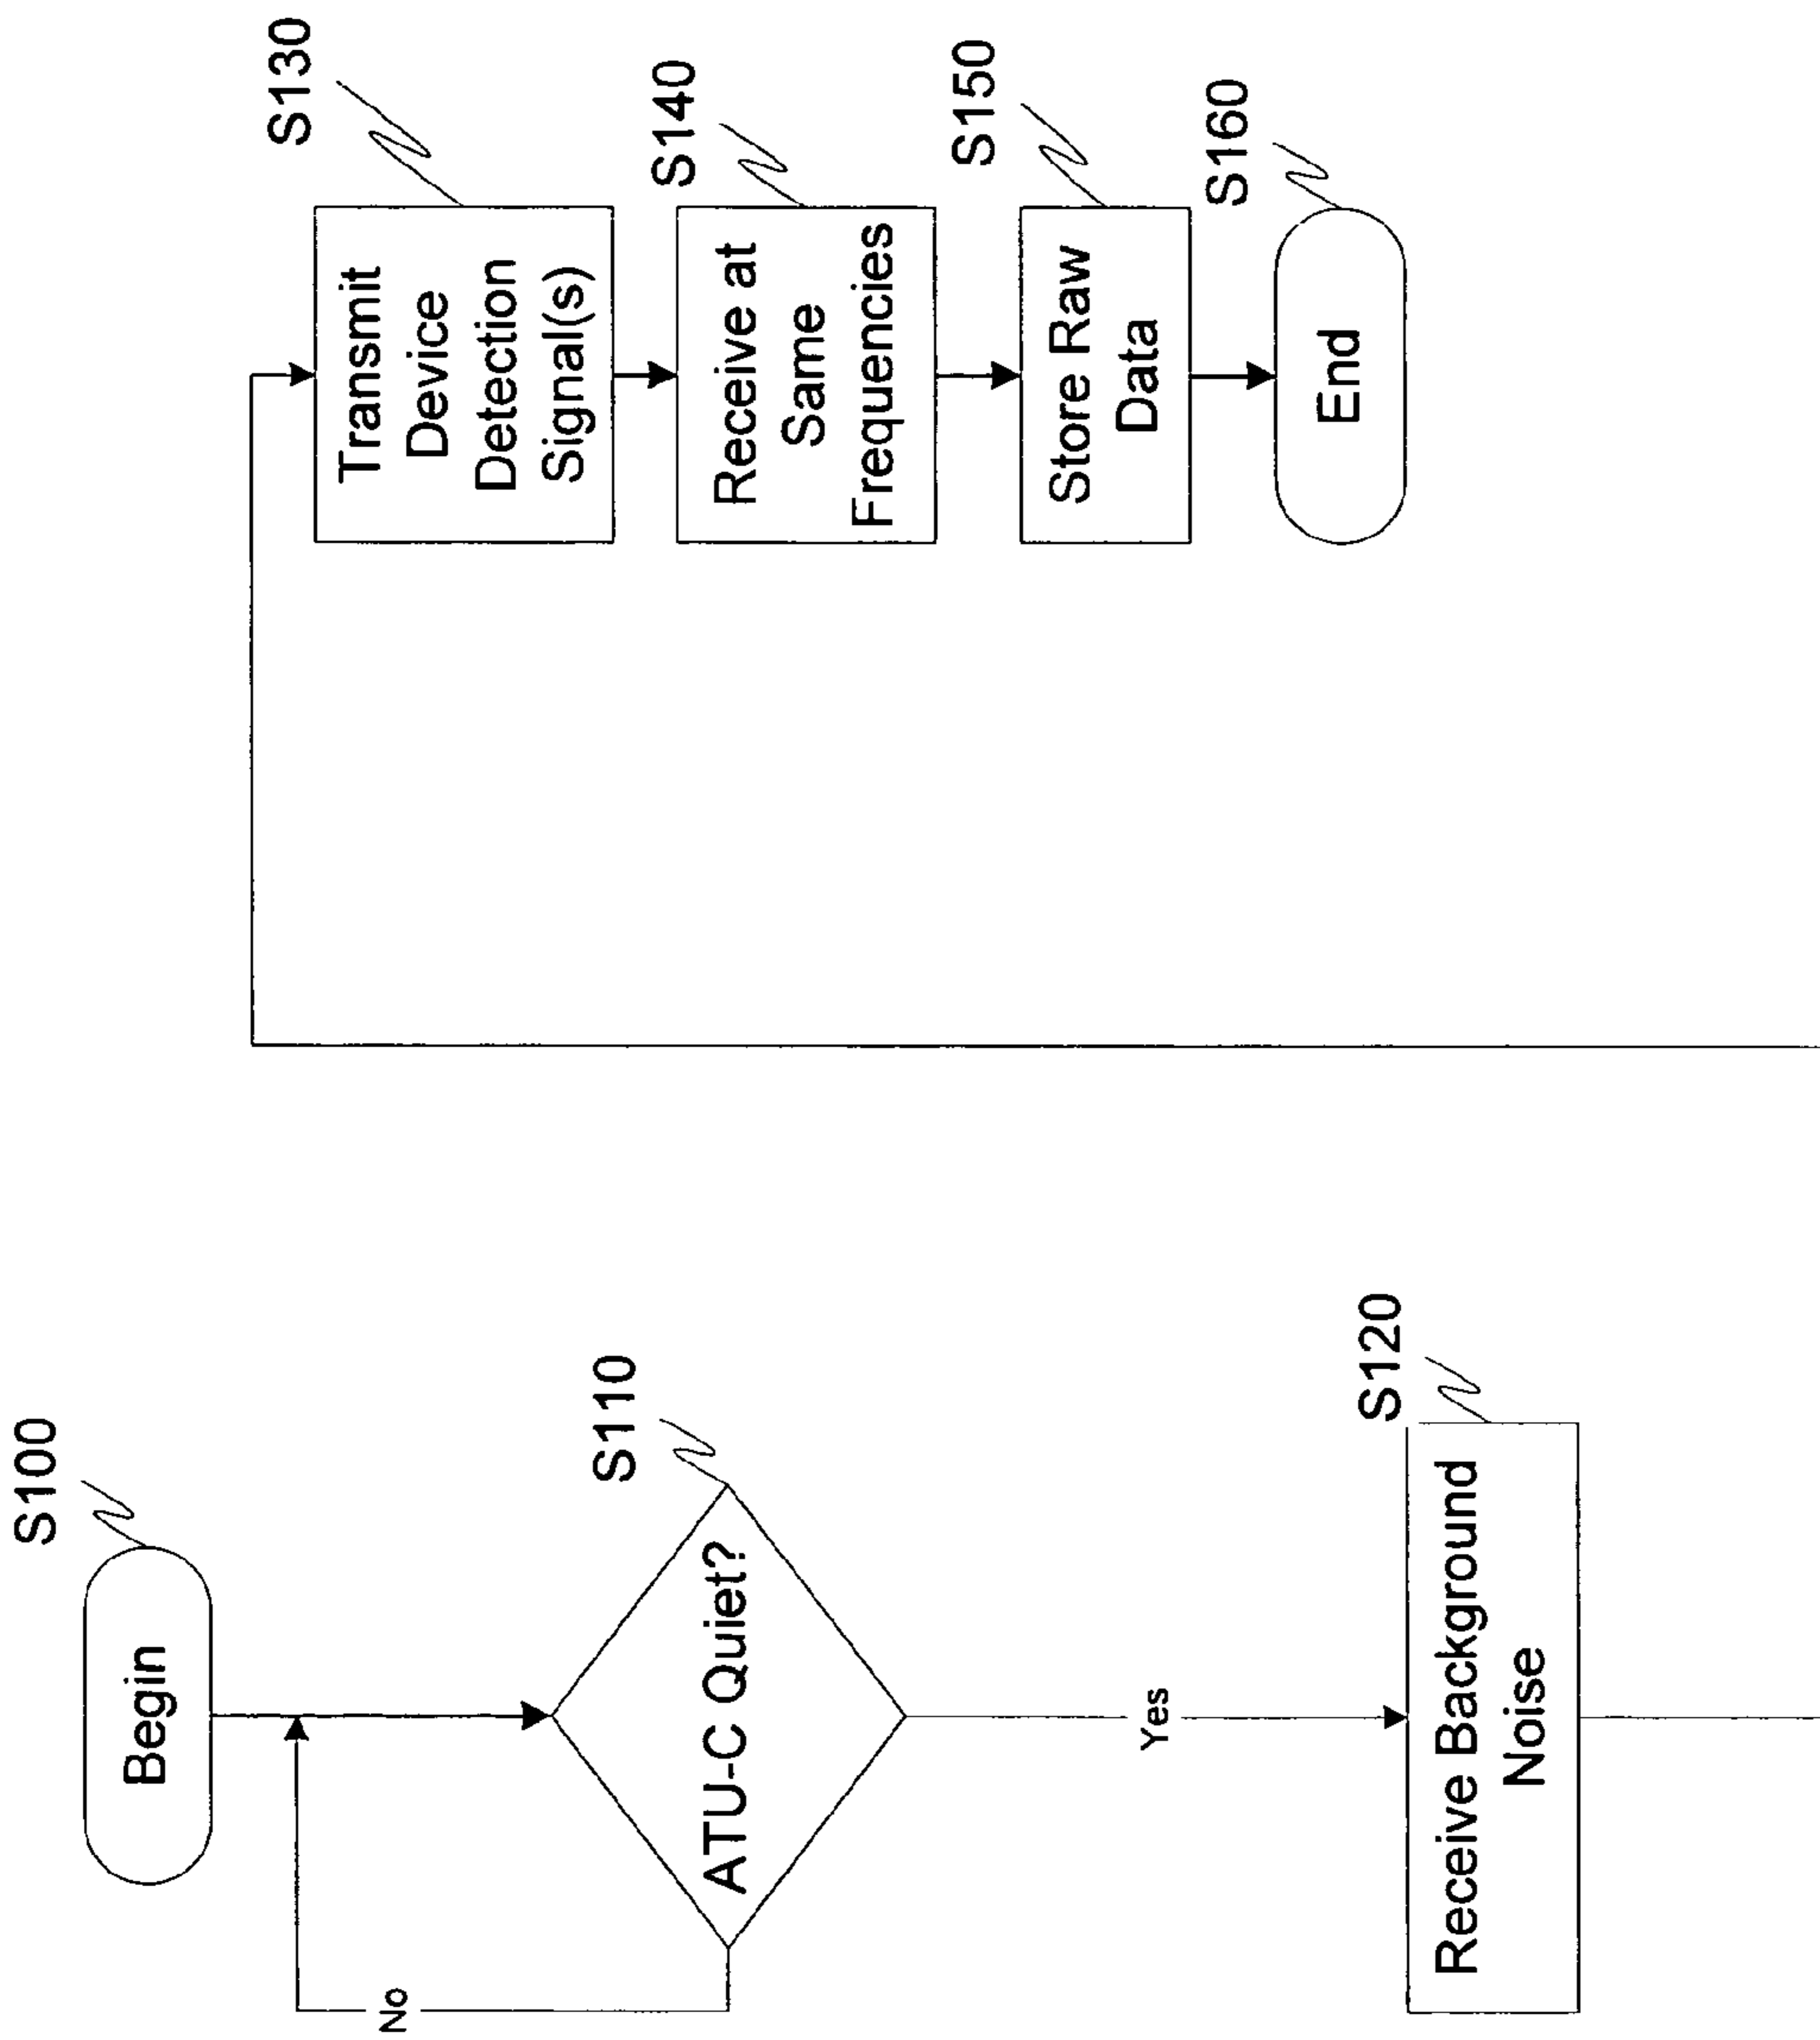 S100
Begin
No
S110
ATU-C Quiet?
Yes
S120
Receive Background
Noise
S130
Transmit
Device
Detection
Signal(s)
S140
Receive at
Same
Frequencies
S150
Store Raw
Data
S160
End